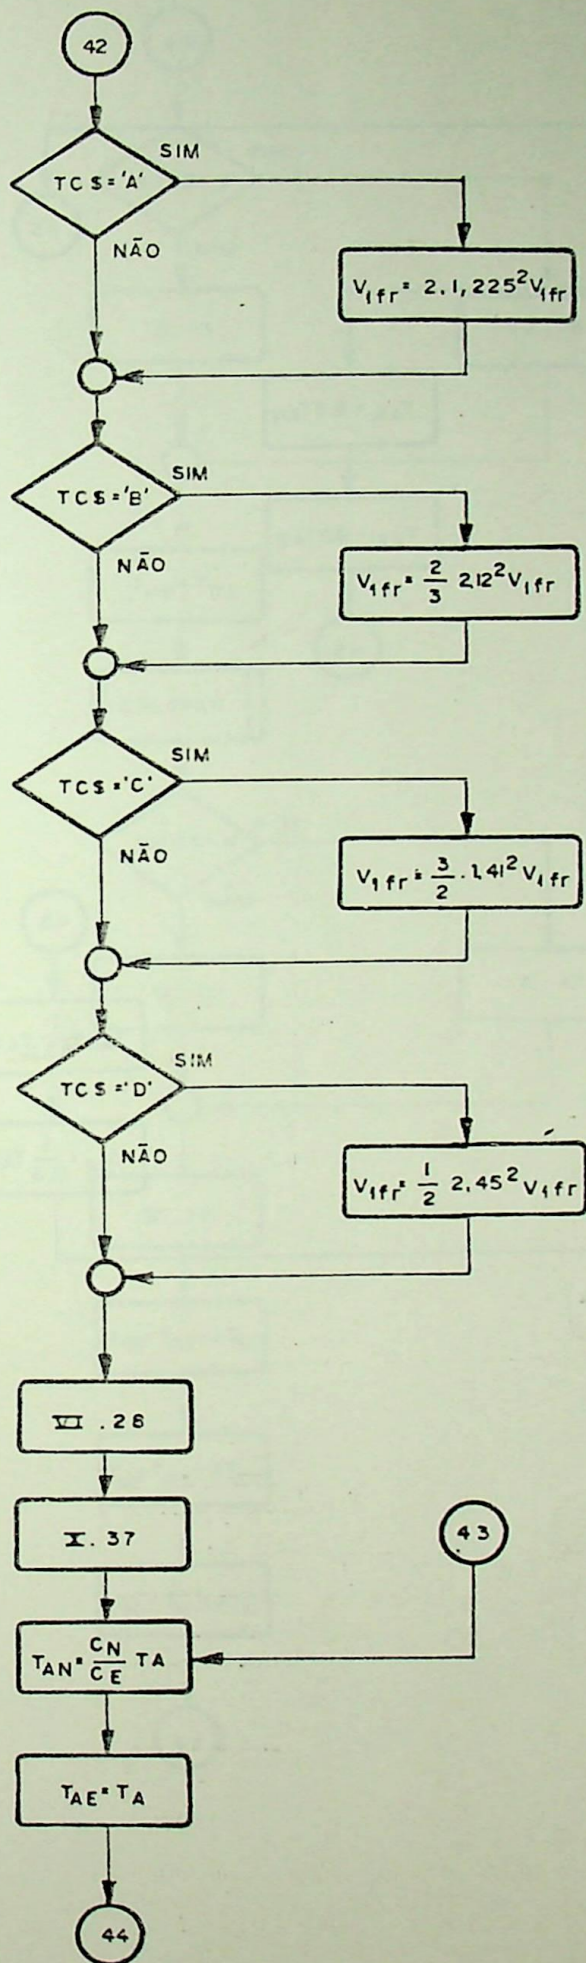 42
TC$='A'
SIM
NÃO
V1fr = 2.1,225² V1fr
TC$='B'
SIM
NÃO
V1fr = 2/3 2,12² V1fr
TC$='C'
SIM
NÃO
V1fr = 3/2 . 1,41² V1fr
TC$='D'
SIM
NÃO
V1fr = 1/2 2,45² V1fr
VI .28
X. 37
43
TAN = CN/CE TA
TAE = TA
44